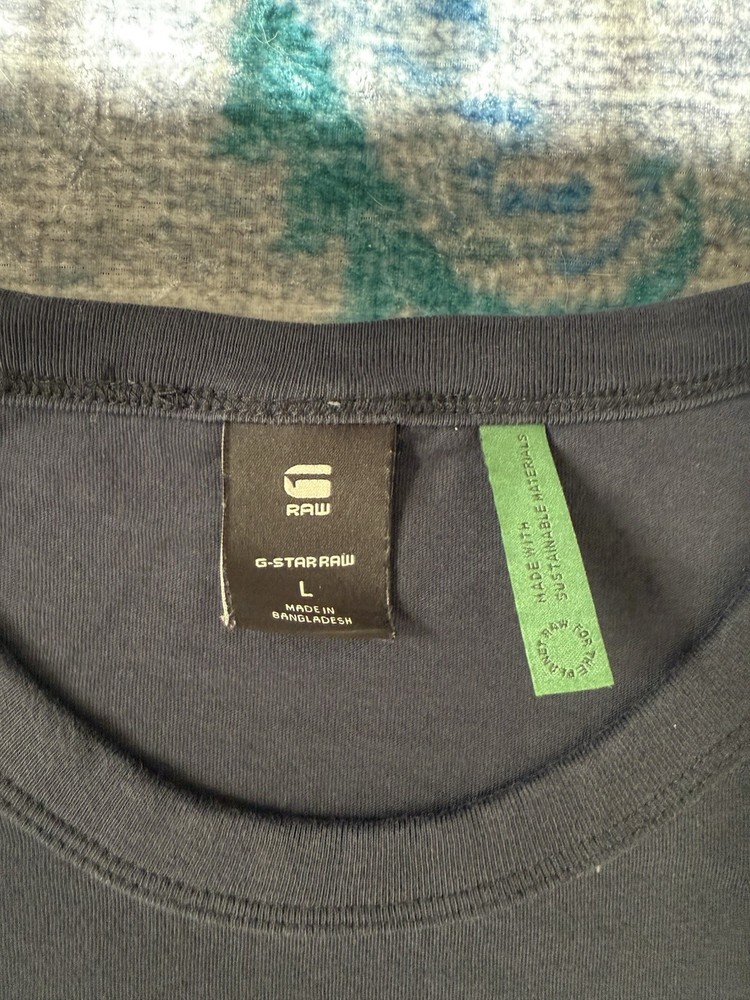 RAW
G-STAR RAW
L
MADE IN
BANGLADESH
MADE WITH
SUSTAINABLE MATERIALS
RAW FOR THE PLANET